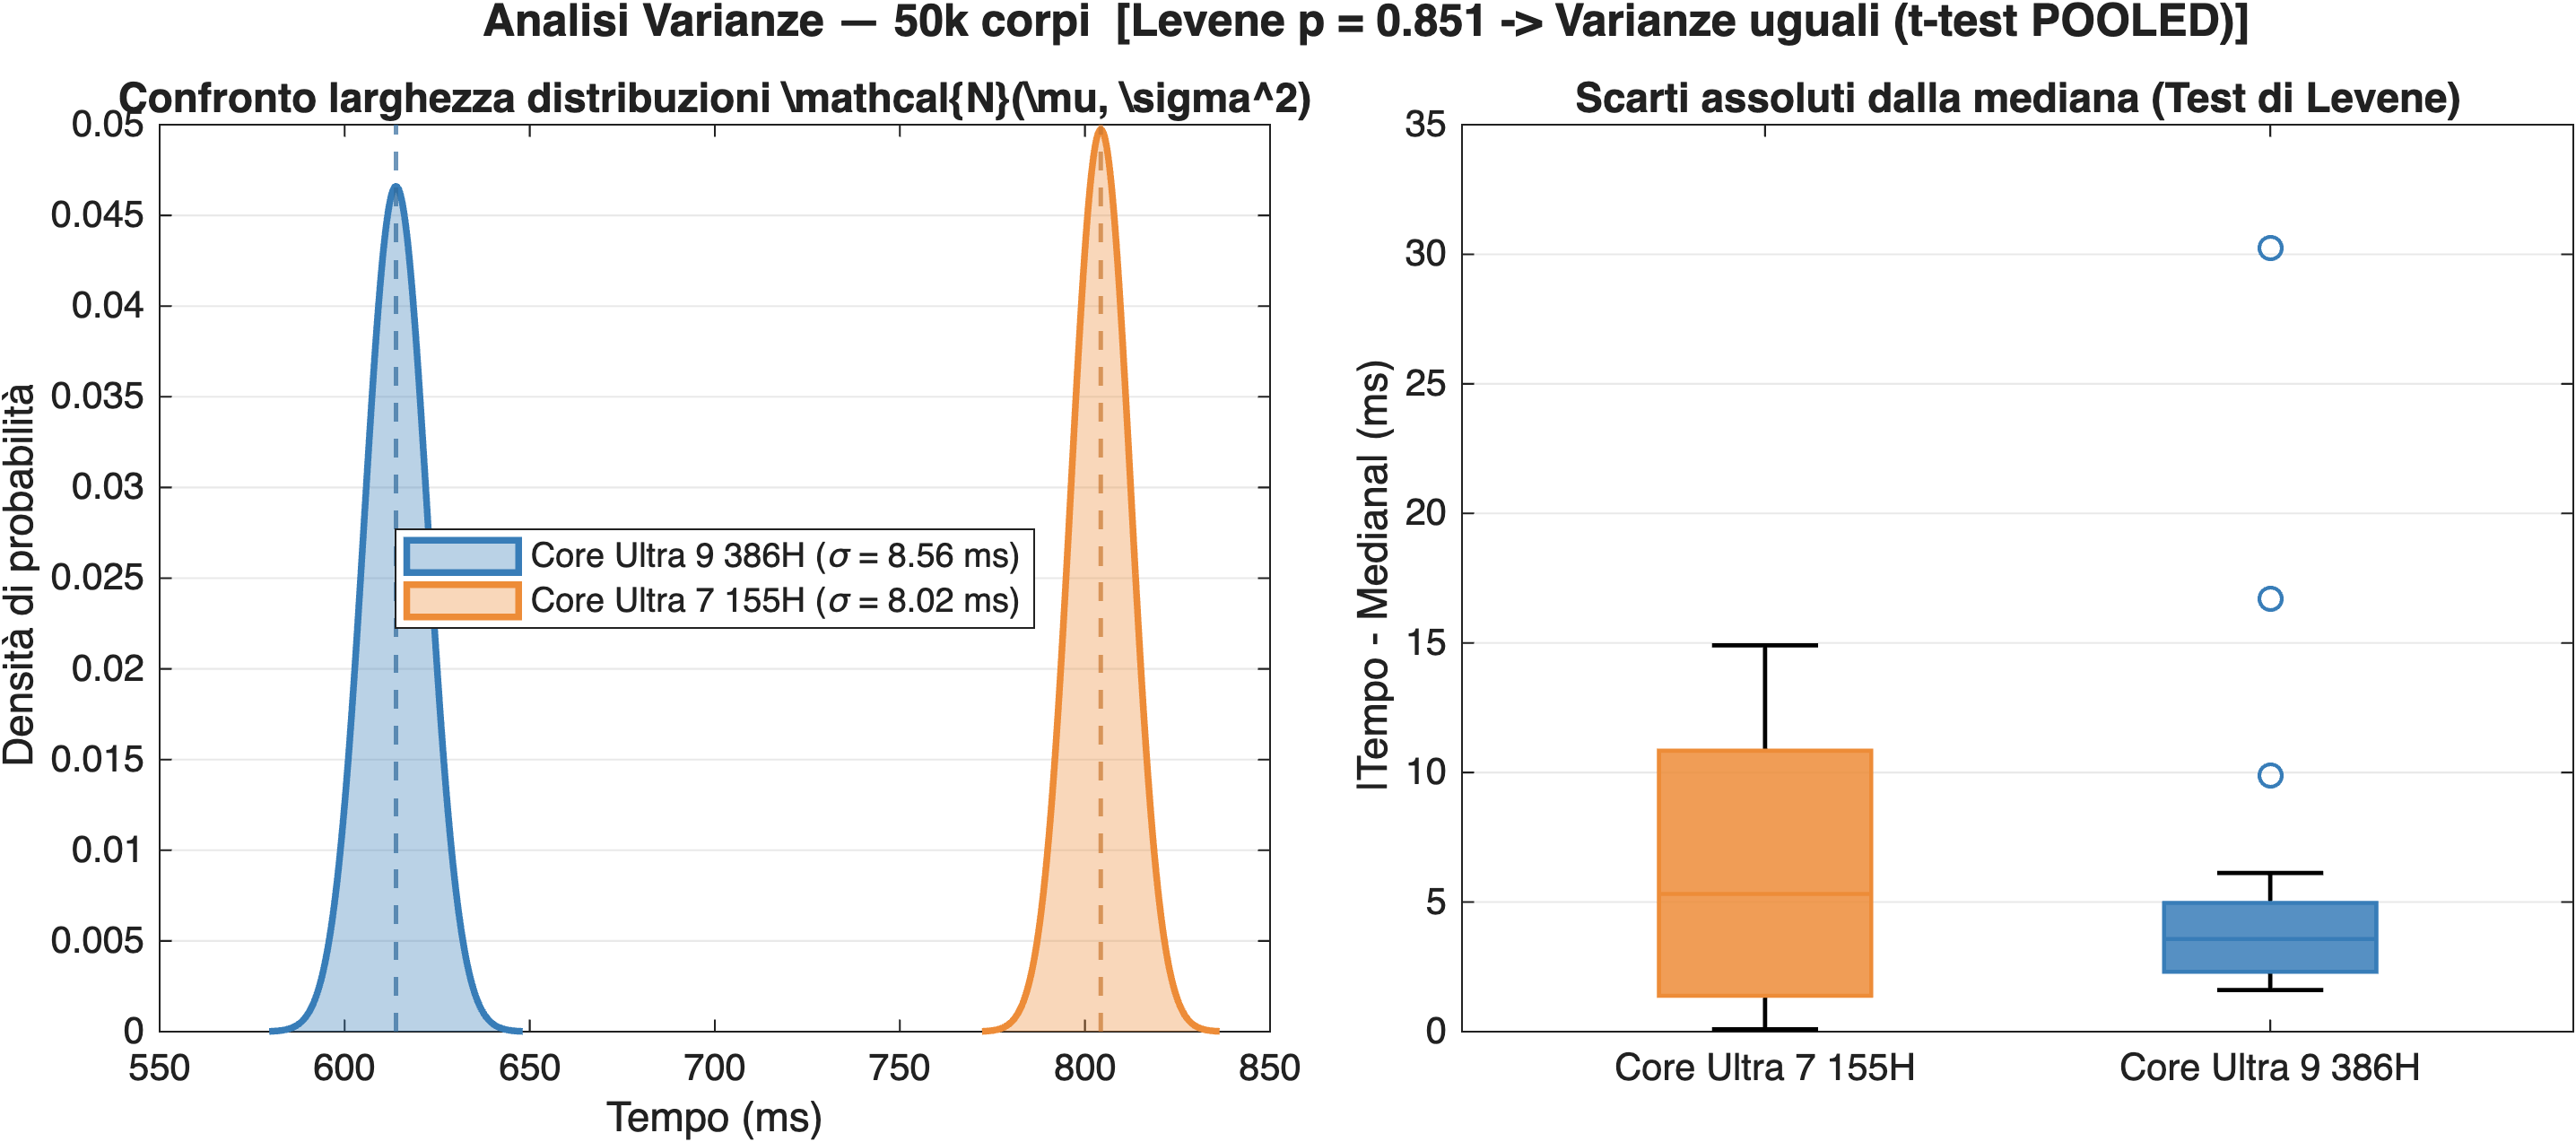 Analisi Varianze — 50k corpi [Levene p = 0.851 -> Varianze uguali (t-test POOLED)]
Confronto larghezza distribuzioni \mathcal{N}(\mu, \sigma^2)
0.05
0.045
0.04
0.035
0.03
0.025
0.02
0.015
0.01
0.005
0
Densità di probabilità
Core Ultra 9 386H (σ = 8.56 ms)
Core Ultra 7 155H (σ = 8.02 ms)
550 600 650 700 750 800 850
Tempo (ms)
Scarti assoluti dalla mediana (Test di Levene)
35
30
25
20
15
10
5
0
|Tempo - Mediana| (ms)
Core Ultra 7 155H Core Ultra 9 386H